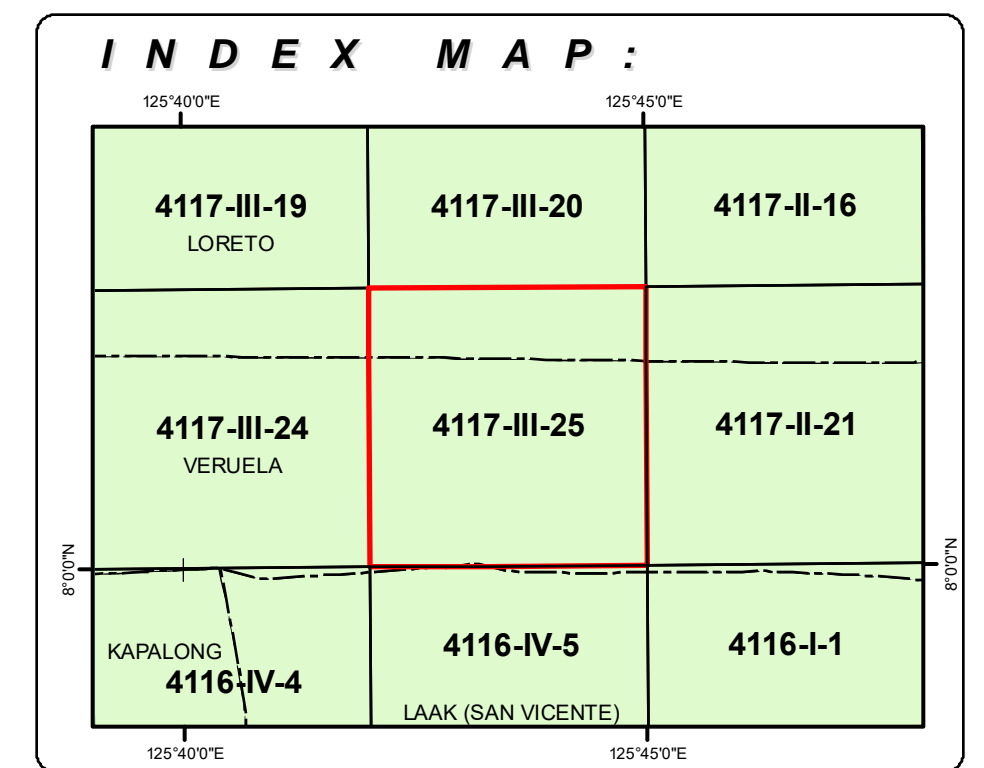 INDEX MAP:
125°40'0"E 125°45'0"E
4117-III-19 4117-III-20 4117-II-16
LORETO
4117-III-24 4117-III-25 4117-II-21
VERUELA
8°0'0"N 8°0'0"N
KAPALONG 4116-IV-5 4116-I-1
4116-IV-4
LAAK (SAN VICENTE)
125°40'0"E 125°45'0"E